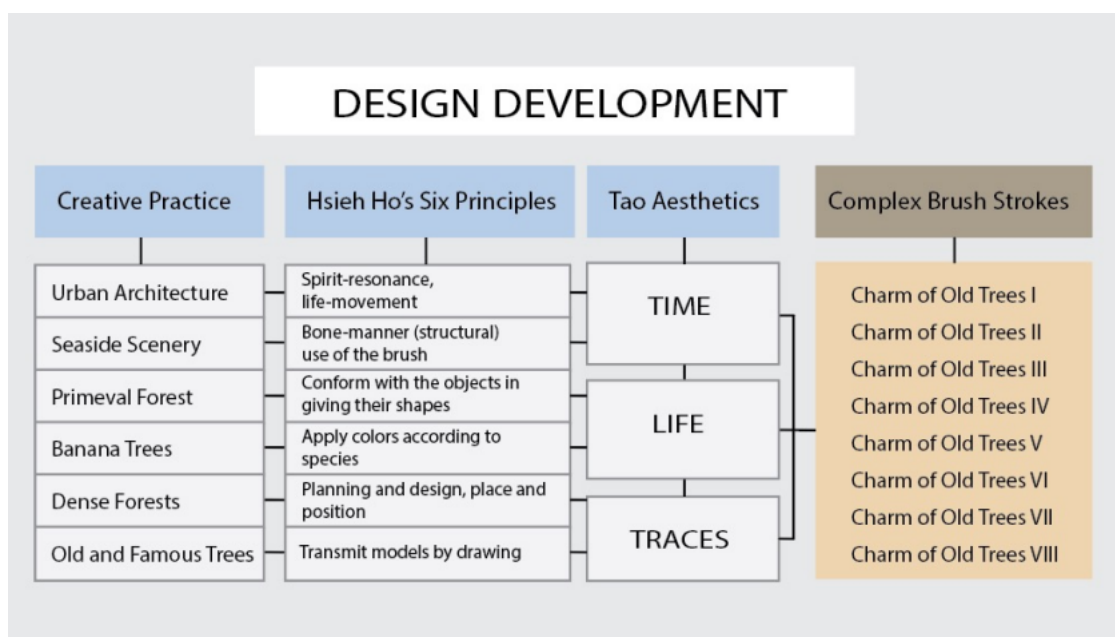 DESIGN DEVELOPMENT
Creative Practice
Urban Architecture
Seaside Scenery
Primeval Forest
Banana Trees
Dense Forests
Old and Famous Trees
Hsieh Ho's Six Principles
Spirit-resonance,
life-movement
Bone-manner (structural)
use of the brush
Conform with the objects in
giving their shapes
Apply colors according to
species
Planning and design, place and
position
Transmit models by drawing
Tao Aesthetics
TIME
LIFE
TRACES
Complex Brush Strokes
Charm of Old Trees I
Charm of Old Trees II
Charm of Old Trees III
Charm of Old Trees IV
Charm of Old Trees V
Charm of Old Trees VI
Charm of Old Trees VII
Charm of Old Trees VIII